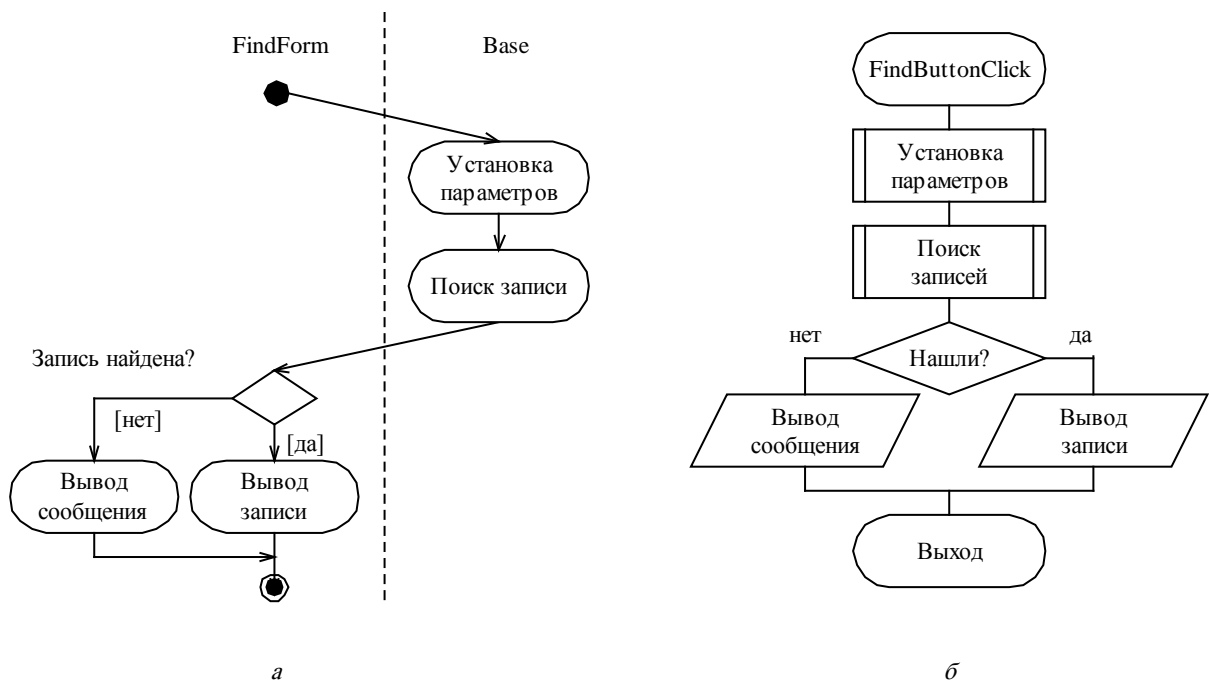 FindForm
Base
Установка
параметров
Поиск записи
Запись найдена?
[нет]
[да]
Вывод
сообщения
Вывод
записи
а
FindButtonClick
Установка
параметров
Поиск
записей
нет
Нашли?
да
Вывод
сообщения
Вывод
записи
Выход
б